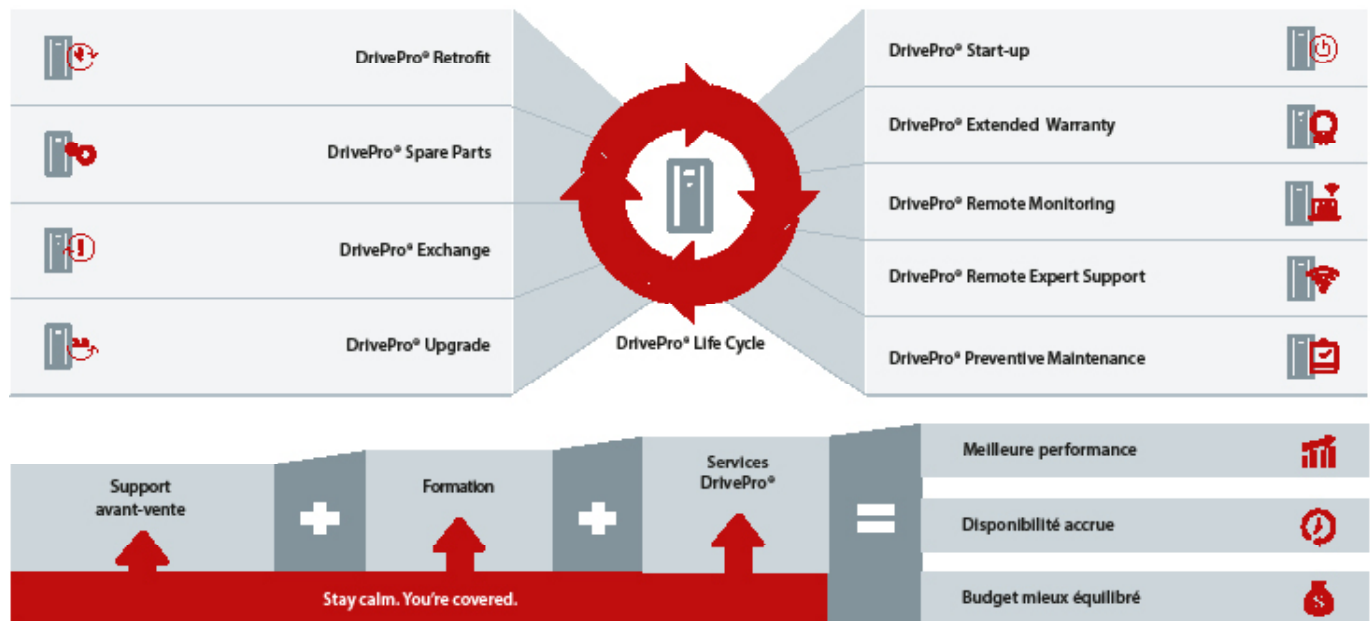 DrivePro® Retrofit
DrivePro® Spare Parts
DrivePro® Exchange
DrivePro® Upgrade
DrivePro® Life Cycle
DrivePro® Start-up
DrivePro® Extended Warranty
DrivePro® Remote Monitoring
DrivePro® Remote Expert Support
DrivePro® Preventive Maintenance
Support
avant-vente
+
Formation
+
Services
DrivePro®
=
Stay calm. You're covered.
Meilleure performance
Disponibilité accrue
Budget mieux équilibré
$